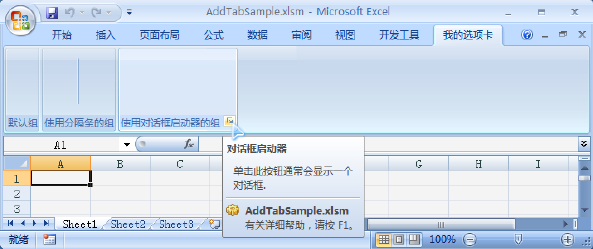 AddTabSample.xlsm - Microsoft Excel
开始 插入 页面布局 公式 数据 审阅 视图 开发工具 我的选项卡
默认组 使用分隔条的组 使用对话框启动器的组
A1 fx
A B C G H I
1
2
3
对话框启动器
单击此按钮通常会显示一个
对话框.
AddTabSample.xlsm
有关详细帮助，请按 F1。
Sheet1 Sheet2 Sheet3
就绪 100%